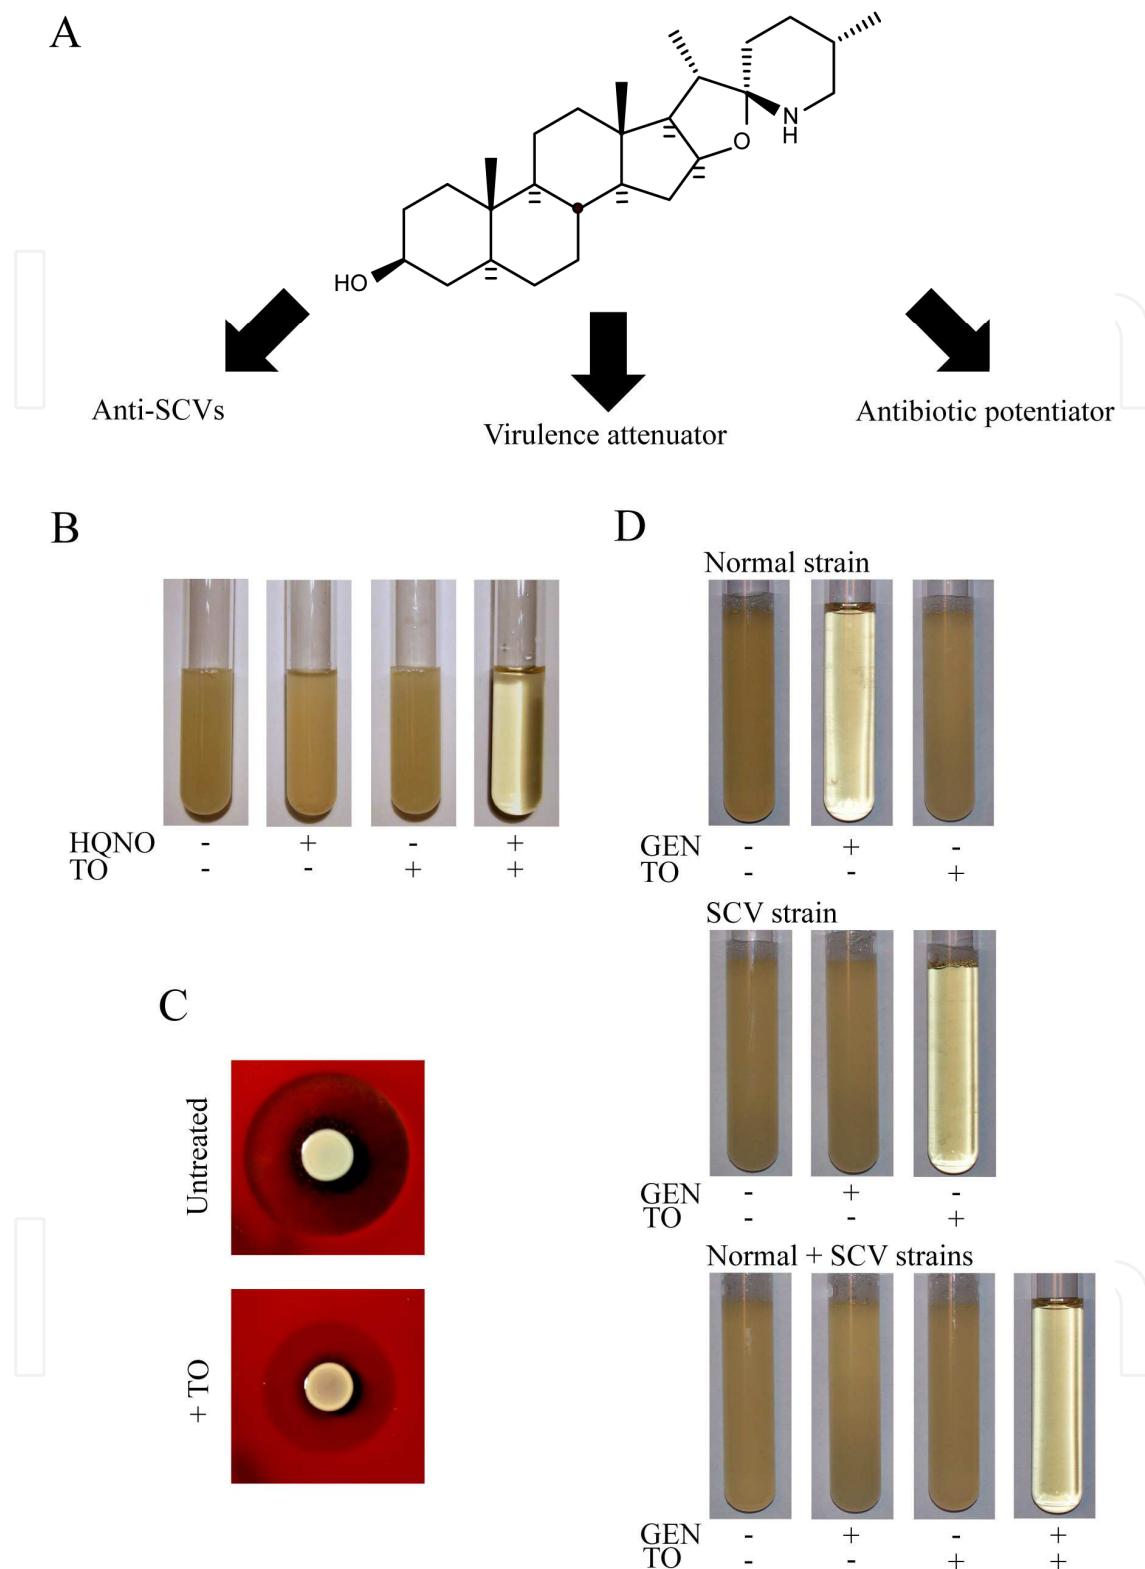 A
HO
O
N
H
Anti-SCVs
Virulence attenuator
Antibiotic potentiator
B
HQNO - + - +
TO - - + +
C
Untreated
+ TO
D
Normal strain
GEN - + -
TO - - +
SCV strain
GEN - + -
TO - - +
Normal + SCV strains
GEN - + - +
TO - - + +